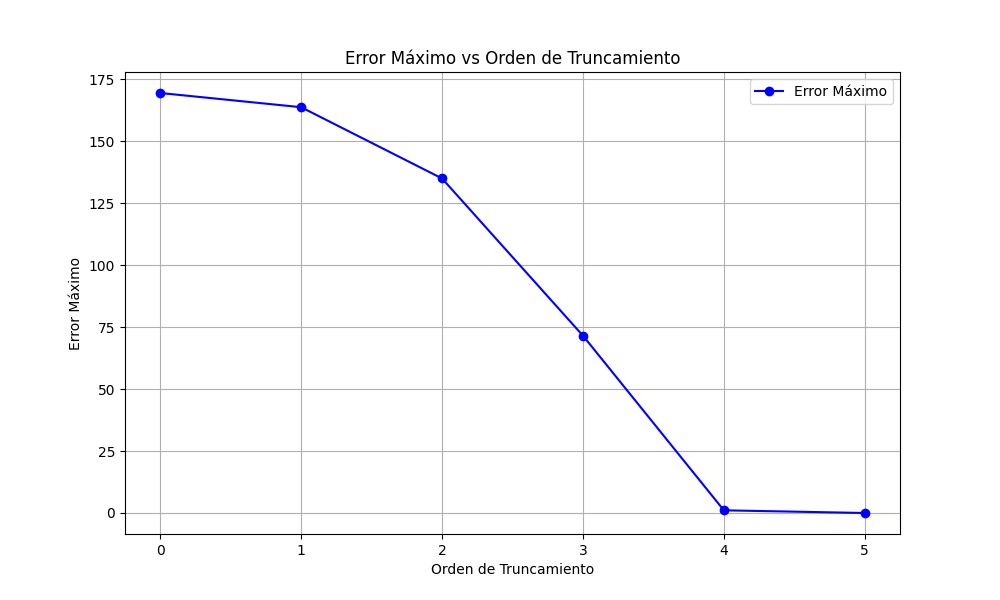 Error Máximo vs Orden de Truncamiento
Error Máximo
175
150
125
100
75
50
25
0
Error Máximo
0 1 2 3 4 5
Orden de Truncamiento